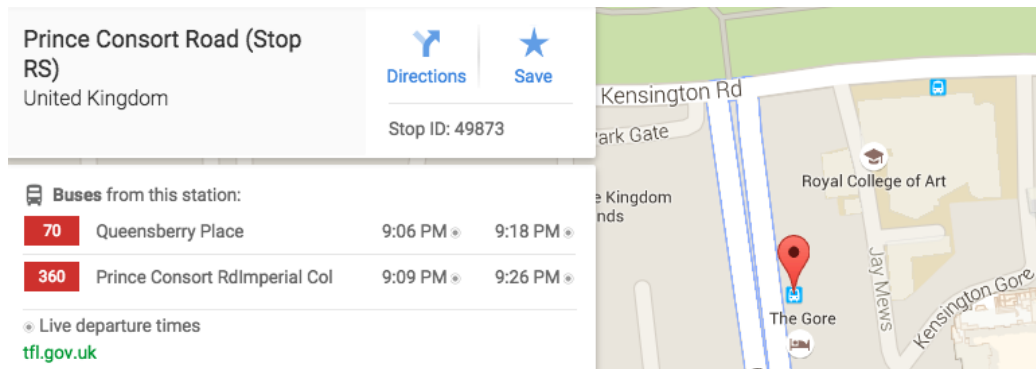 Prince Consort Road (Stop
RS)
United Kingdom
Directions
Save
Stop ID: 49873
Buses from this station:
70 Queensberry Place 9:06 PM 9:18 PM
360 Prince Consort RdImperial Col 9:09 PM 9:26 PM
Live departure times
tfl.gov.uk
Kensington Rd
Park Gate
e Kingdom
nds
Royal College of Art
Jay Mews
Kensington Gore
The Gore